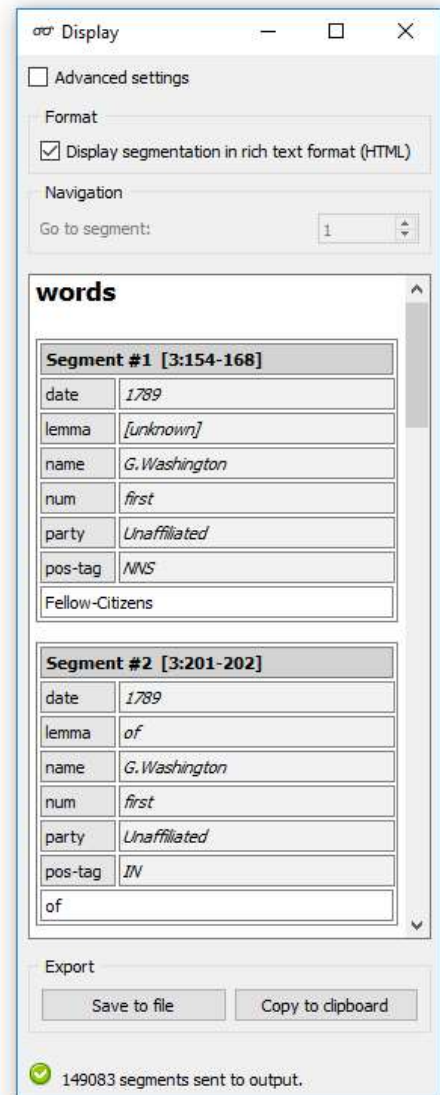 Display
Advanced settings
Format
Display segmentation in rich text format (HTML)
Navigation
Go to segment: 1
words
Segment #1 [3:154-168]
date 1789
lemma [unknown]
name G.Washington
num first
party Unaffiliated
pos-tag NNS
Fellow-Citizens
Segment #2 [3:201-202]
date 1789
lemma of
name G.Washington
num first
party Unaffiliated
pos-tag IN
of
Export
Save to file Copy to clipboard
149083 segments sent to output.